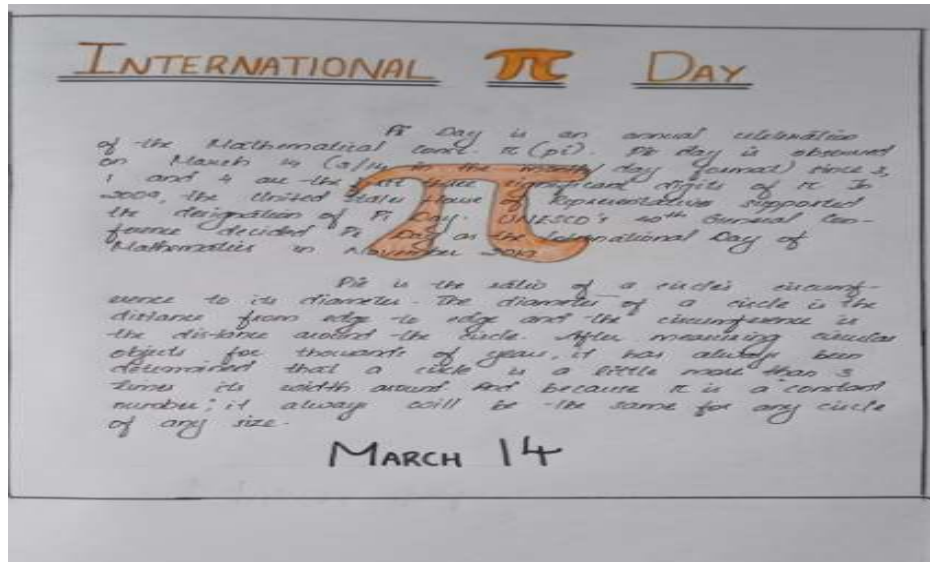 INTERNATIONAL π DAY
Pi Day is an annual celebration
of the Mathematical const. π (pi). Pi day is observed
on March 14 (3/14 in the month/day format) since 3,
1 and 4 are the first three significant digits of π. In
2009, the United States House of Representatives supported
the designation of Pi Day. UNESCO's 40th General Con-
ference decided Pi Day as the International Day of
Mathematics in November 2019
Pie is the ratio of a circles circumf-
erence to its diameter. The diameter of a circle is the
distance from edge to edge and the circumference is
the distance around the circle. After measuring circular
objects for thousands of years, it has always been
determined that a circle is a little more than 3
times its width around And because π is a constant
number; it always will be the same for any circle
of any size.
MARCH 14